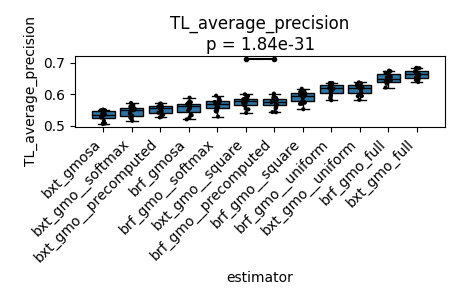 TL_average_precision
p = 1.84e-31
TL_average_precision
0.7
0.6
0.5
bxt_gmosa
bxt_gmo__softmax
bxt_gmo__precomputed
brf_gmosa
brf_gmo__softmax
bxt_gmo__square
brf_gmo__precomputed
brf_gmo__square
brf_gmo__uniform
bxt_gmo__uniform
brf_gmo_full
bxt_gmo_full
estimator